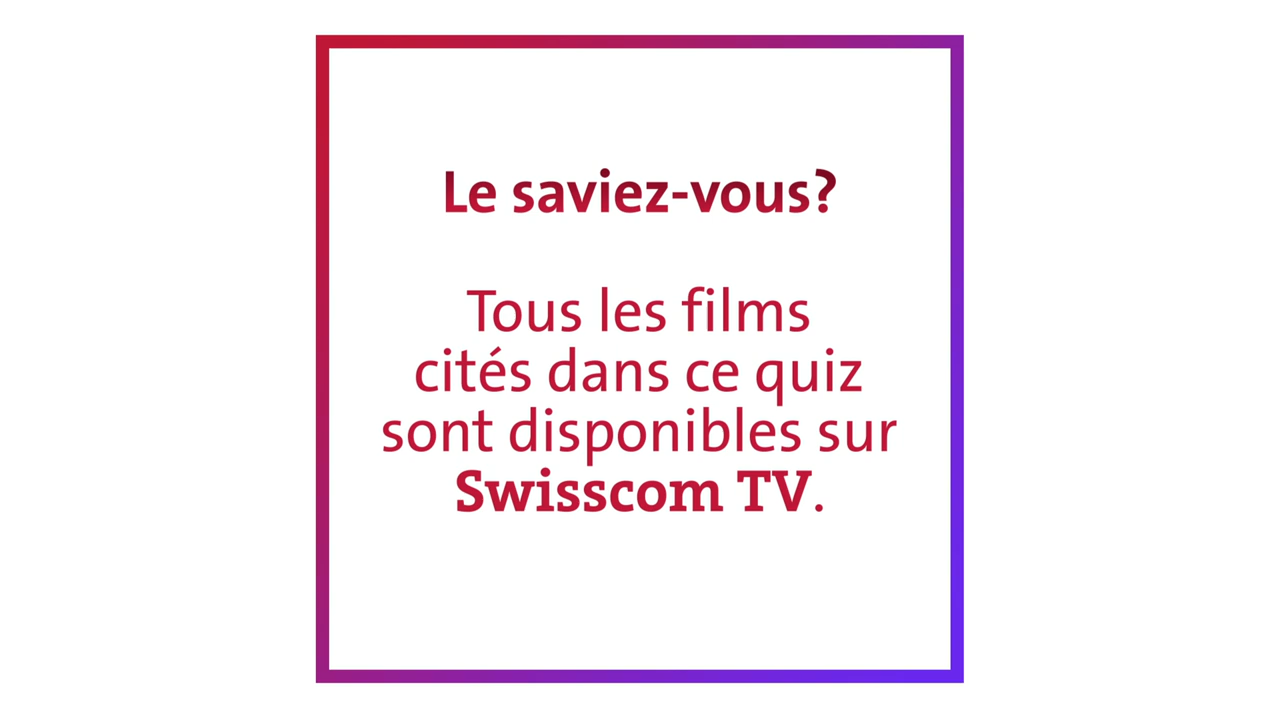 Le saviez-vous?
Tous les films
cités dans ce quiz
sont disponibles sur
Swisscom TV.